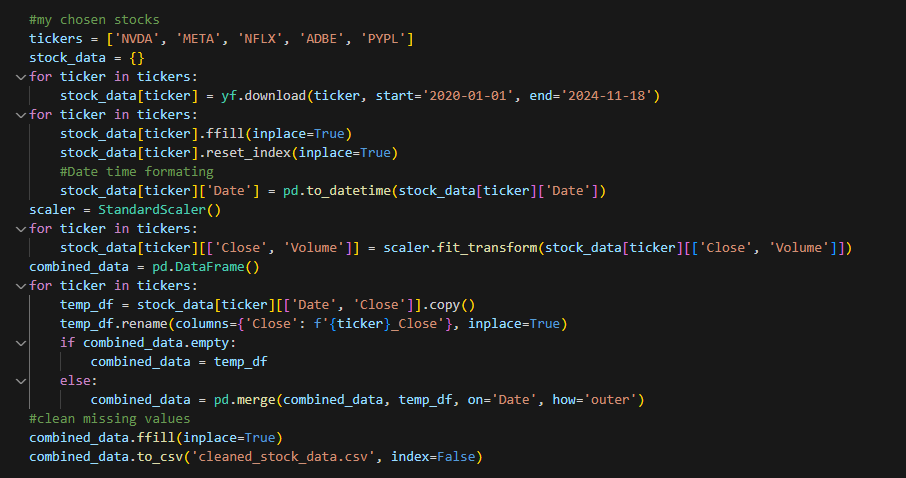 #my chosen stocks
tickers = ['NVDA', 'META', 'NFLX', 'ADBE', 'PYPL']
stock_data = {}
for ticker in tickers:
    stock_data[ticker] = yf.download(ticker, start='2020-01-01', end='2024-11-18')
for ticker in tickers:
    stock_data[ticker].ffill(inplace=True)
    stock_data[ticker].reset_index(inplace=True)
    #Date time formating
    stock_data[ticker]['Date'] = pd.to_datetime(stock_data[ticker]['Date'])
scaler = StandardScaler()
for ticker in tickers:
    stock_data[ticker][['Close', 'Volume']] = scaler.fit_transform(stock_data[ticker][['Close', 'Volume']])
combined_data = pd.DataFrame()
for ticker in tickers:
    temp_df = stock_data[ticker][['Date', 'Close']].copy()
    temp_df.rename(columns={'Close': f'{ticker}_Close'}, inplace=True)
    if combined_data.empty:
        combined_data = temp_df
    else:
        combined_data = pd.merge(combined_data, temp_df, on='Date', how='outer')
#clean missing values
combined_data.ffill(inplace=True)
combined_data.to_csv('cleaned_stock_data.csv', index=False)